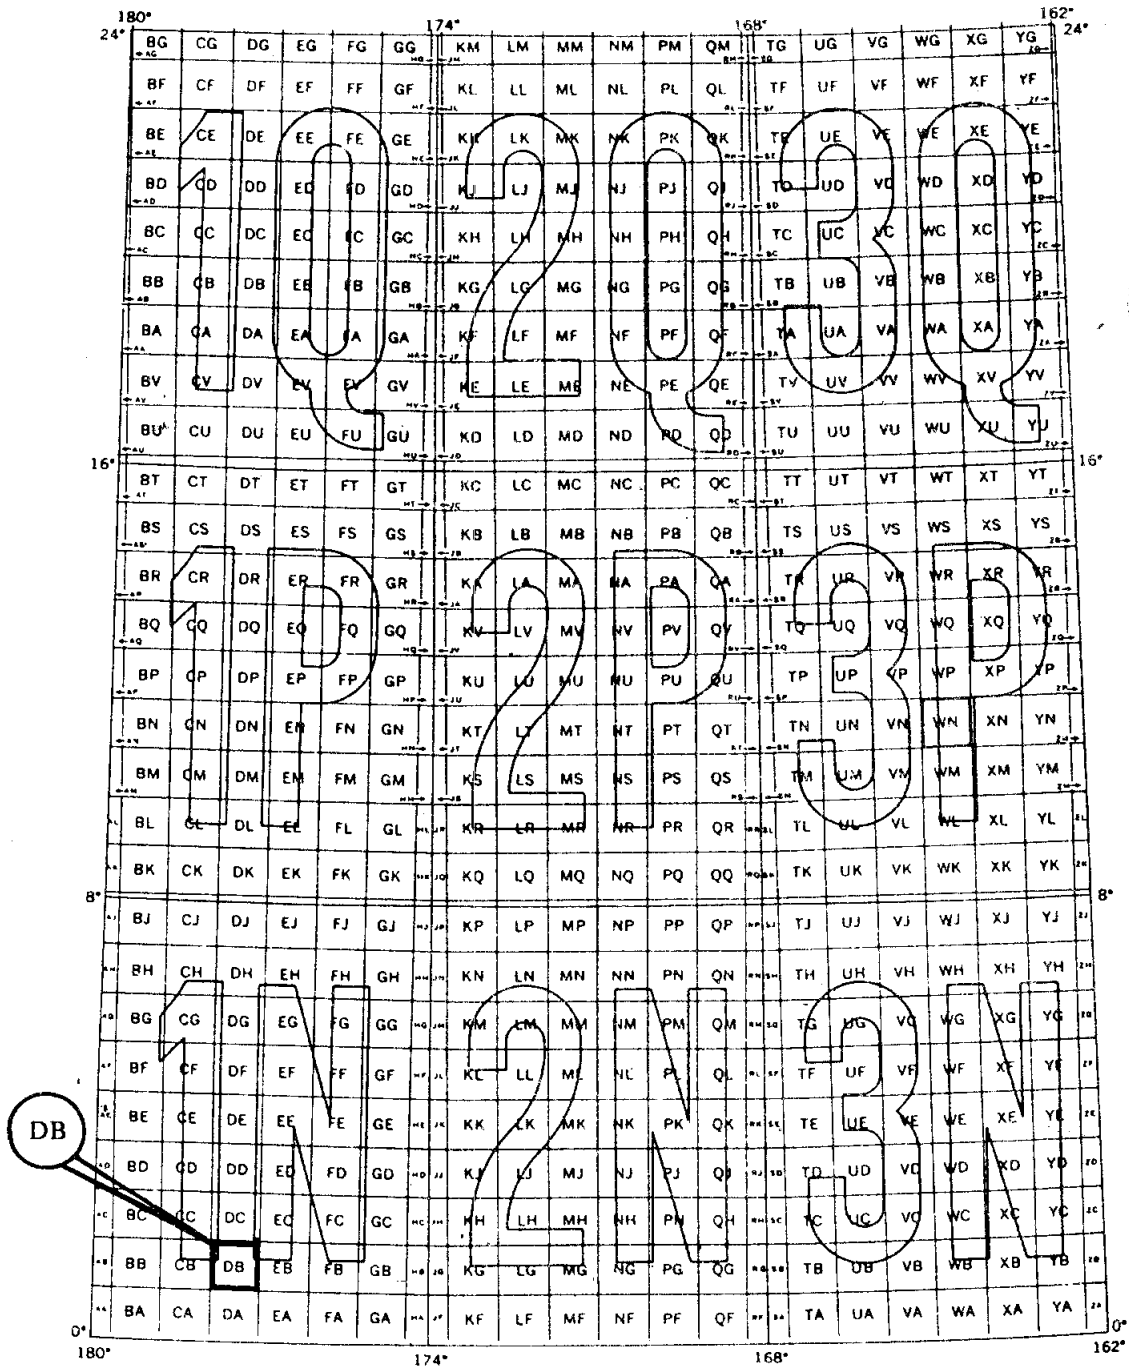 180° 174° 168° 162°
24° 24°
BG CG DG EG FG GG KM LM MM NM PM QM TG UG VG WG XG YG
BF CF DF EF FF GF KL LL ML NL PL QL TF UF VF WF XF YF
BE CE DE EE FE GE KK LK MK NK PK QK TE UE VE WE XE YE
BD CD DD ED FD GD KJ LJ MJ NJ PJ QJ TD UD VD WD XD YD
BC CC DC EC FC GC KH LH MH NH PH QH TC UC VC WC XC YC
BB CB DB EB FB GB KG LG MG NG PG QG TB UB VB WB XB YB
BA CA DA EA FA GA KF LF MF NF PF QF TA UA VA WA XA YA
BV CV DV EV FV GV KE LE ME NE PE QE TV UV VV WV XV YV
BU CU DU EU FU GU KD LD MD ND PD QD TU UU VU WU XU YU
1Q 2Q 3Q
16° 16°
BT CT DT ET FT GT KC LC MC NC PC QC TT UT VT WT XT YT
BS CS DS ES FS GS KB LB MB NB PB QB TS US VS WS XS YS
BR CR DR ER FR GR KA LA MA NA PA QA TR UR VR WR XR YR
BQ CQ DQ EQ FQ GQ KV LV MV NV PV QV TQ UQ VQ WQ XQ YQ
BP CP DP EP FP GP KU LU MU NU PU QU TP UP VP WP XP YP
BN CN DN EN FN GN KT LT MT NT PT QT TN UN VN WN XN YN
BM CM DM EM FM GM KS LS MS NS PS QS TM UM VM WM XM YM
BL CL DL EL FL GL KR LR MR NR PR QR TL UL VL WL XL YL
BK CK DK EK FK GK KQ LQ MQ NQ PQ QQ TK UK VK WK XK YK
1P 2P 3P
8° 8°
BJ CJ DJ EJ FJ GJ KP LP MP NP PP QP TJ UJ VJ WJ XJ YJ
BH CH DH EH FH GH KN LN MN NN PN QN TH UH VH WH XH YH
BG CG DG EG FG GG KM LM MM NM PM QM TG UG VG WG XG YG
BF CF DF EF FF GF KL LL ML NL PL QL TF UF VF WF XF YF
BE CE DE EE FE GE KK LK MK NK PK QK TE UE VE WE XE YE
DB
BD CD DD ED FD GD KJ LJ MJ NJ PJ QJ TD UD VD WD XD YD
BC CC DC EC FC GC KH LH MH NH PH QH TC UC VC WC XC YC
BB CB DB EB FB GB KG LG MG NG PG QG TB UB VB WB XB YB
BA CA DA EA FA GA KF LF MF NF PF QF TA UA VA WA XA YA
1N 2N 3N
0° 0°
180° 174° 168° 162°